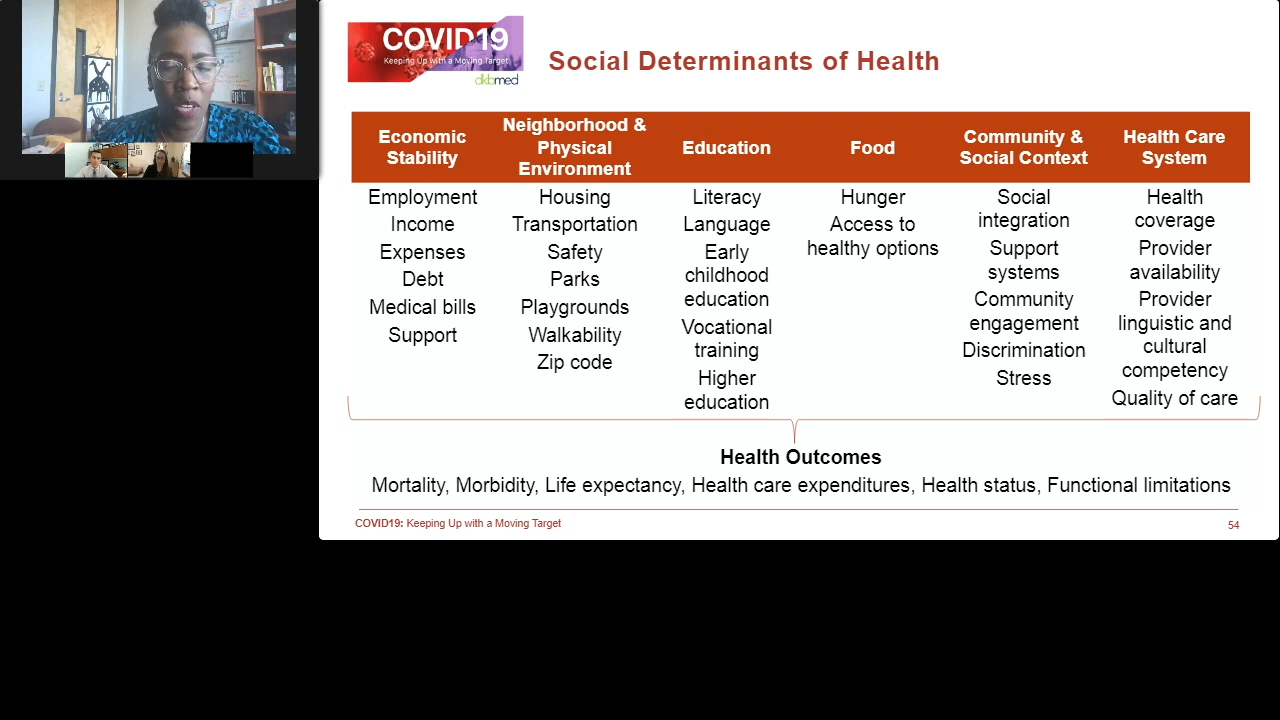 COVID19
Keeping Up with a Moving Target
dkbmed
Social Determinants of Health
Economic
Stability
Neighborhood &
Physical
Environment
Education
Food
Community &
Social Context
Health Care
System
Employment
Income
Expenses
Debt
Medical bills
Support
Housing
Transportation
Safety
Parks
Playgrounds
Walkability
Zip code
Literacy
Language
Early
childhood
education
Vocational
training
Higher
education
Hunger
Access to
healthy options
Social
integration
Support
systems
Community
engagement
Discrimination
Stress
Health
coverage
Provider
availability
Provider
linguistic and
cultural
competency
Quality of care
Health Outcomes
Mortality, Morbidity, Life expectancy, Health care expenditures, Health status, Functional limitations
COVID19: Keeping Up with a Moving Target
54